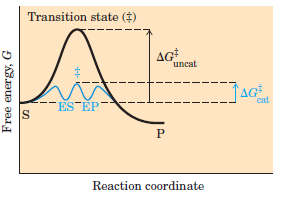 Transition state (‡)
ΔG‡uncat
‡
ΔG‡cat
ES EP
S
P
Free energy, G
Reaction coordinate